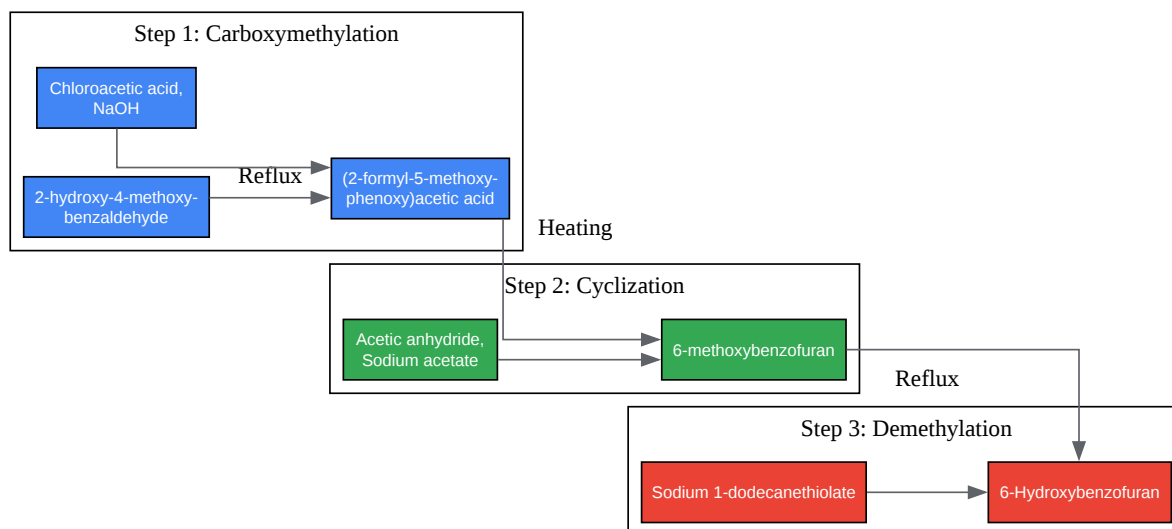 Step 1: Carboxymethylation
Chloroacetic acid,
NaOH
Reflux
2-hydroxy-4-methoxy-
benzaldehyde
(2-formyl-5-methoxy-
phenoxy)acetic acid
Heating
Step 2: Cyclization
Acetic anhydride,
Sodium acetate
6-methoxybenzofuran
Reflux
Step 3: Demethylation
Sodium 1-dodecanethiolate
6-Hydroxybenzofuran